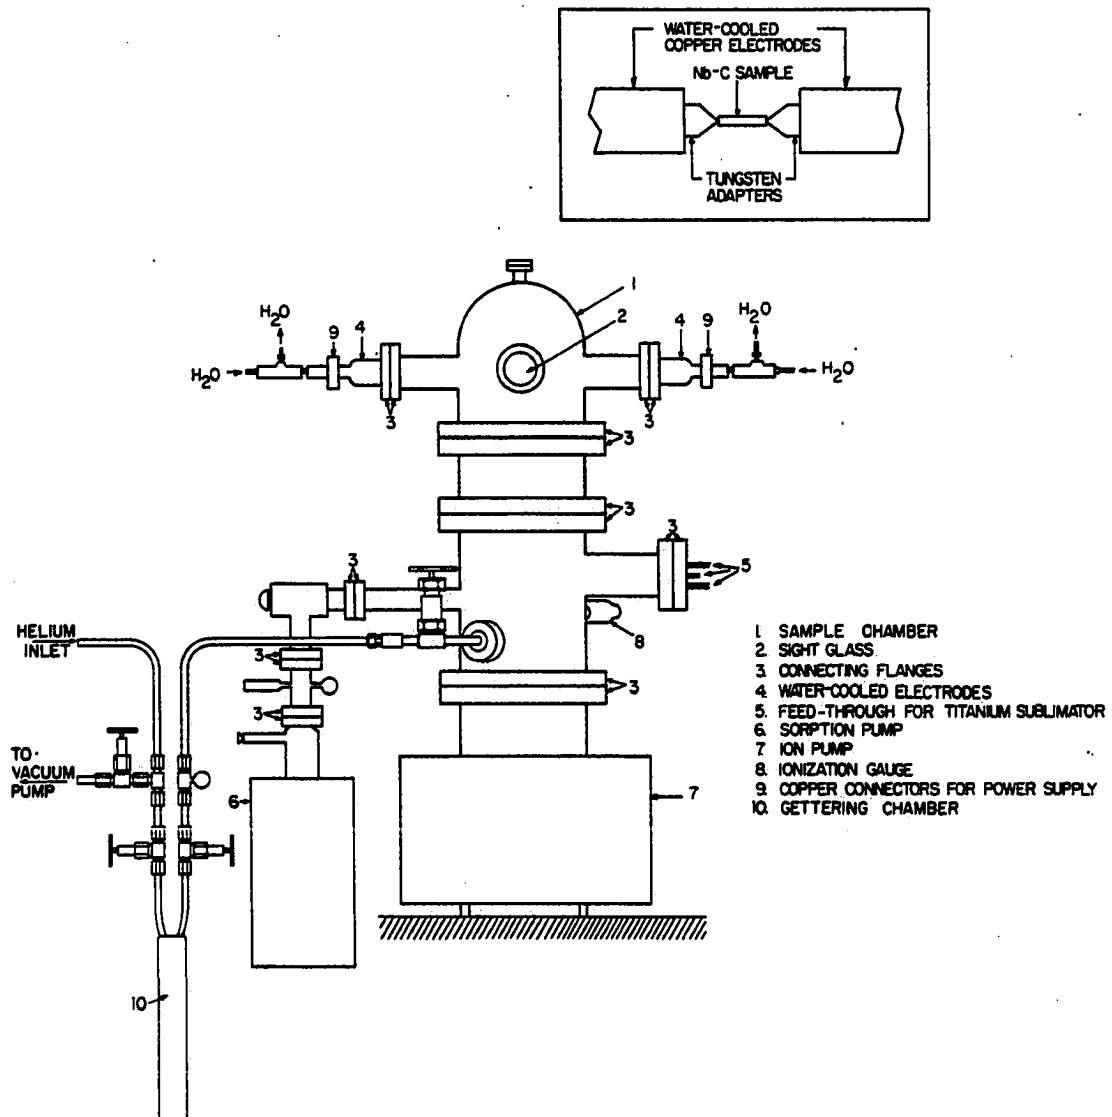 WATER-COOLED
COPPER ELECTRODES
Nb-C SAMPLE
TUNGSTEN
ADAPTERS
1
2
H2O
H2O
9
4
4
9
H2O
H2O
3
3
3
3
3
3
5
HELIUM
INLET
8
3
3
3
TO
VACUUM
PUMP
6
7
10
1. SAMPLE CHAMBER
2. SIGHT GLASS
3. CONNECTING FLANGES
4. WATER-COOLED ELECTRODES
5. FEED-THROUGH FOR TITANIUM SUBLIMATOR
6. SORPTION PUMP
7. ION PUMP
8. IONIZATION GAUGE
9. COPPER CONNECTORS FOR POWER SUPPLY
10. GETTERING CHAMBER